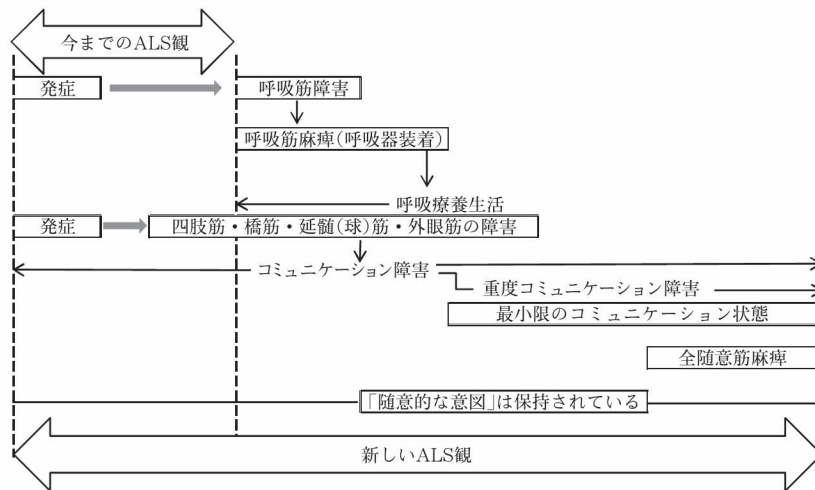 今までのALS観
発症
呼吸筋障害
呼吸筋麻痺(呼吸器装着)
呼吸療養生活
発症
四肢筋・橋筋・延髄(球)筋・外眼筋の障害
コミュニケーション障害
重度コミュニケーション障害
最小限のコミュニケーション状態
全随意筋麻痺
「随意的な意図」は保持されている
新しいALS観